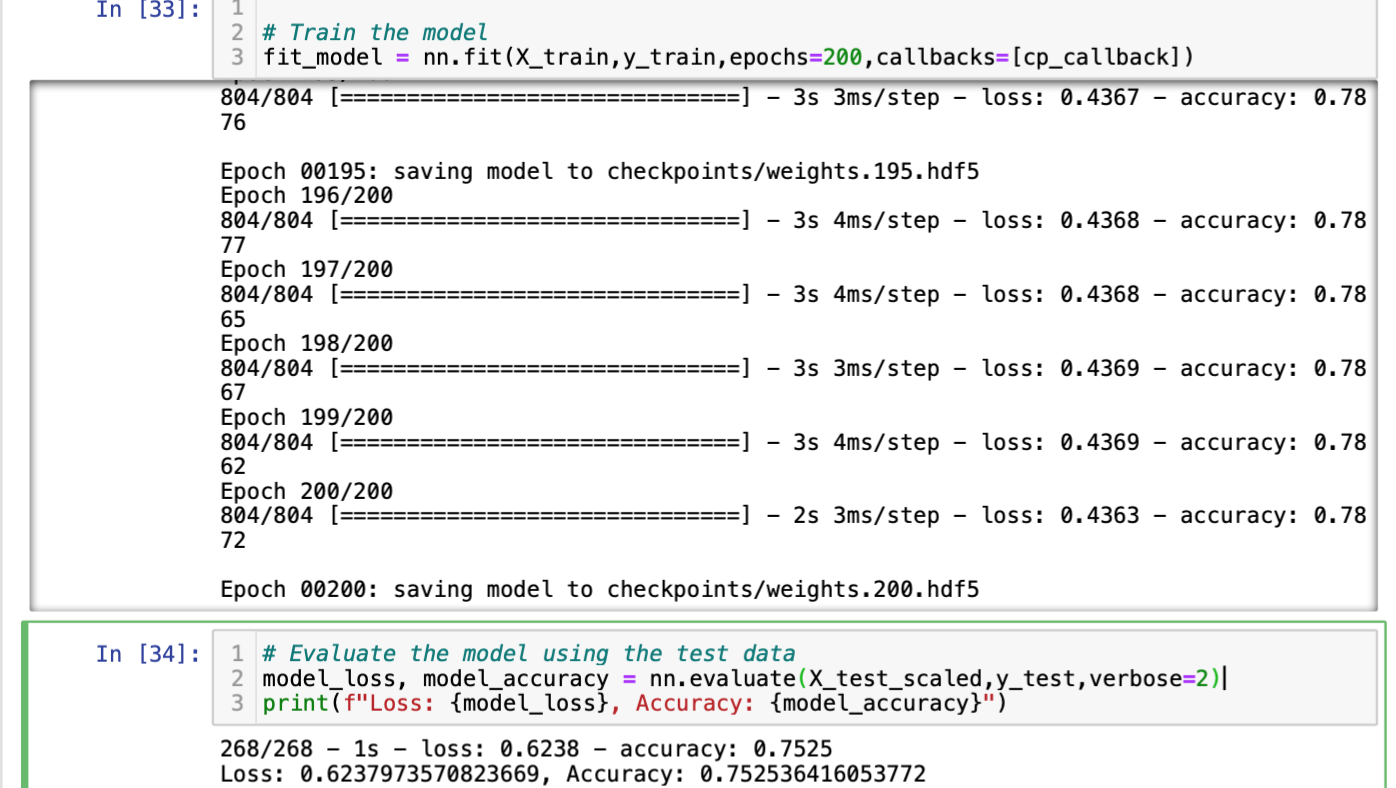 In [33]:
1
2 # Train the model
3 fit_model = nn.fit(X_train,y_train,epochs=200,callbacks=[cp_callback])
804/804 [==============================] - 3s 3ms/step - loss: 0.4367 - accuracy: 0.78
76
Epoch 00195: saving model to checkpoints/weights.195.hdf5
Epoch 196/200
804/804 [==============================] - 3s 4ms/step - loss: 0.4368 - accuracy: 0.78
77
Epoch 197/200
804/804 [==============================] - 3s 4ms/step - loss: 0.4368 - accuracy: 0.78
65
Epoch 198/200
804/804 [==============================] - 3s 3ms/step - loss: 0.4369 - accuracy: 0.78
67
Epoch 199/200
804/804 [==============================] - 3s 4ms/step - loss: 0.4369 - accuracy: 0.78
62
Epoch 200/200
804/804 [==============================] - 2s 3ms/step - loss: 0.4363 - accuracy: 0.78
72
Epoch 00200: saving model to checkpoints/weights.200.hdf5
In [34]:
1 # Evaluate the model using the test data
2 model_loss, model_accuracy = nn.evaluate(X_test_scaled,y_test,verbose=2)
3 print(f"Loss: {model_loss}, Accuracy: {model_accuracy}")
268/268 - 1s - loss: 0.6238 - accuracy: 0.7525
Loss: 0.6237973570823669, Accuracy: 0.752536416053772